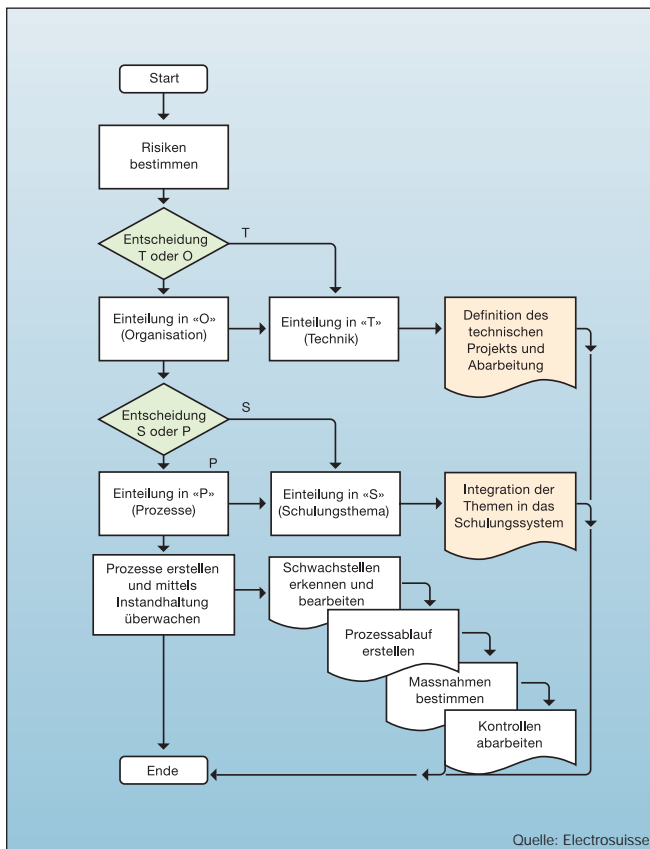 Start
Risiken
bestimmen
Entscheidung
T oder O
T
Einteilung in «O»
(Organisation)
Einteilung in «T»
(Technik)
Definition des
technischen
Projekts und
Abarbeitung
Entscheidung
S oder P
S
P
Einteilung in «P»
(Prozesse)
Einteilung in «S»
(Schulungsthema)
Integration der
Themen in das
Schulungssystem
Prozesse erstellen
und mittels
Instandhaltung
überwachen
Schwachstellen
erkennen und
bearbeiten
Prozessablauf
erstellen
Massnahmen
bestimmen
Kontrollen
abarbeiten
Ende
Quelle: Electrosuisse